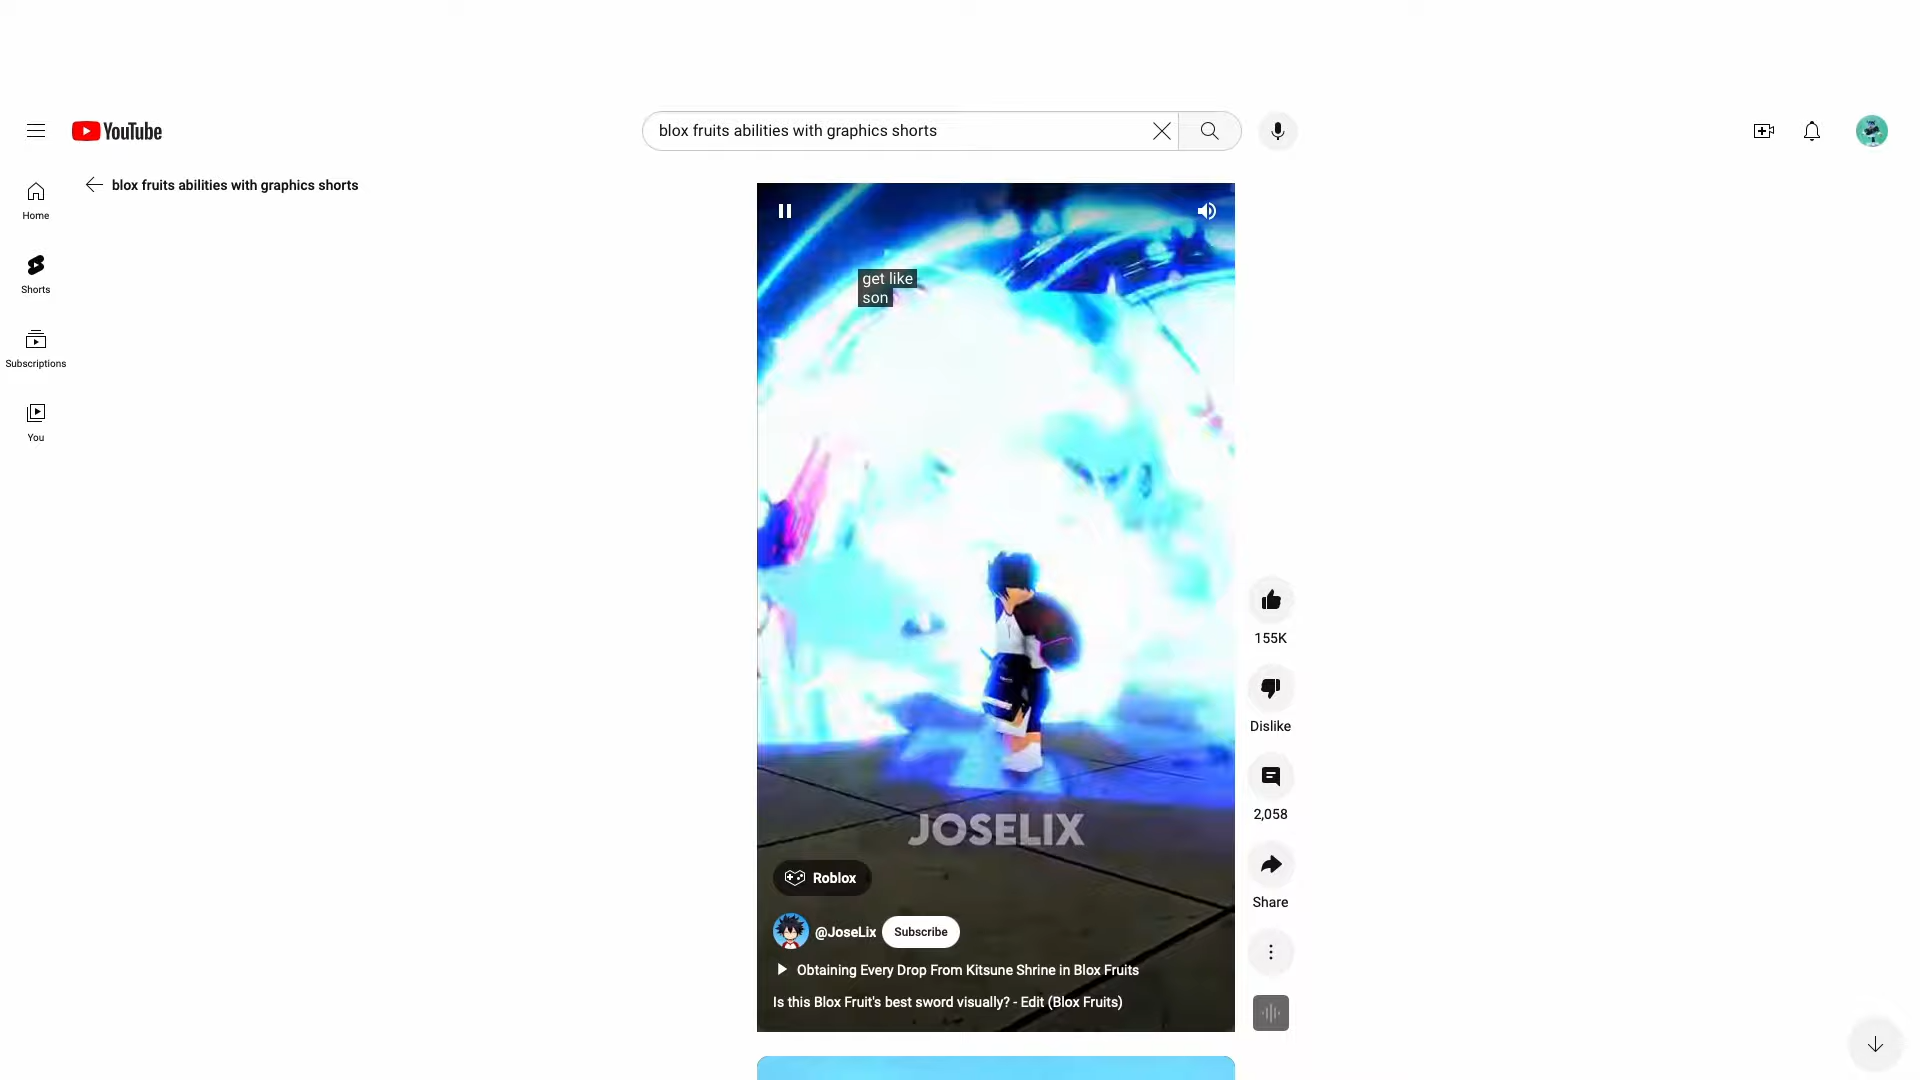 YouTube
blox fruits abilities with graphics shorts
blox fruits abilities with graphics shorts
Home
Shorts
Subscriptions
You
get like
son
155K
Dislike
2,058
Share
JOSELIX
Roblox
@JoseLix Subscribe
Obtaining Every Drop From Kitsune Shrine in Blox Fruits
Is this Blox Fruit's best sword visually? - Edit (Blox Fruits)